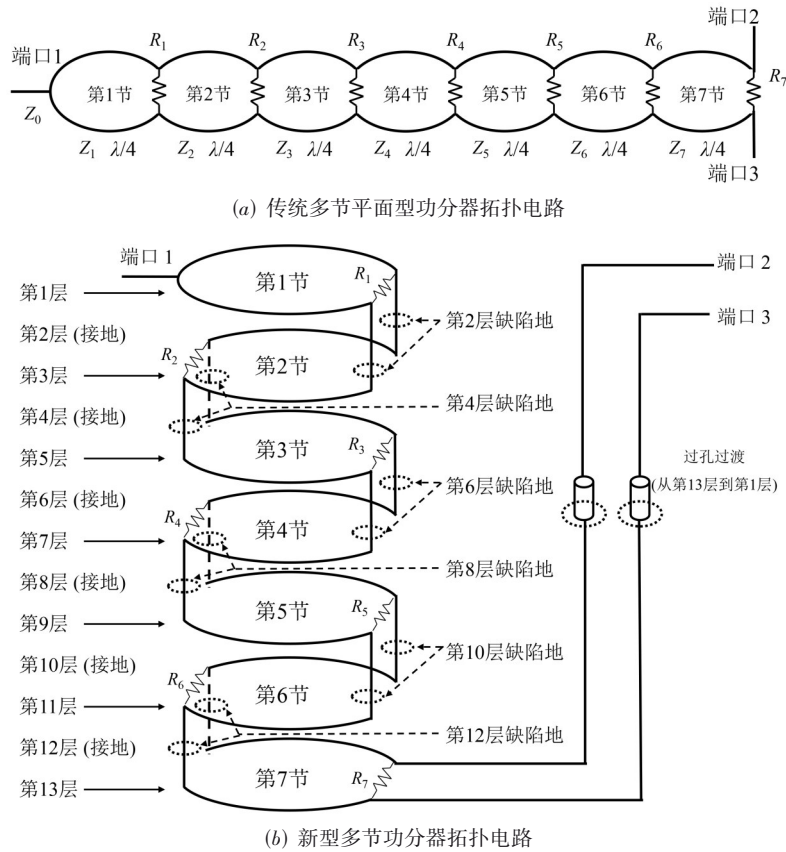 端口2
端口1
R₁ R₂ R₃ R₄ R₅ R₆
R₇
第1节 第2节 第3节 第4节 第5节 第6节 第7节
Z₀
Z₁ λ/4 Z₂ λ/4 Z₃ λ/4 Z₄ λ/4 Z₅ λ/4 Z₆ λ/4 Z₇ λ/4
端口3
(a) 传统多节平面型功分器拓扑电路
端口1
端口2
第1节
R₁
第1层
端口3
第2层缺陷地
第2层 (接地)
R₂
第2节
第3层
第4层缺陷地
第4层 (接地)
第3节
R₃
第5层
过孔过渡
(从第13层到第1层)
第6层缺陷地
第6层 (接地)
R₄
第4节
第7层
第8层缺陷地
第8层 (接地)
第5节
R₅
第9层
第10层缺陷地
第10层 (接地)
R₆
第6节
第11层
第12层缺陷地
第12层 (接地)
第7节
R₇
第13层
(b) 新型多节功分器拓扑电路